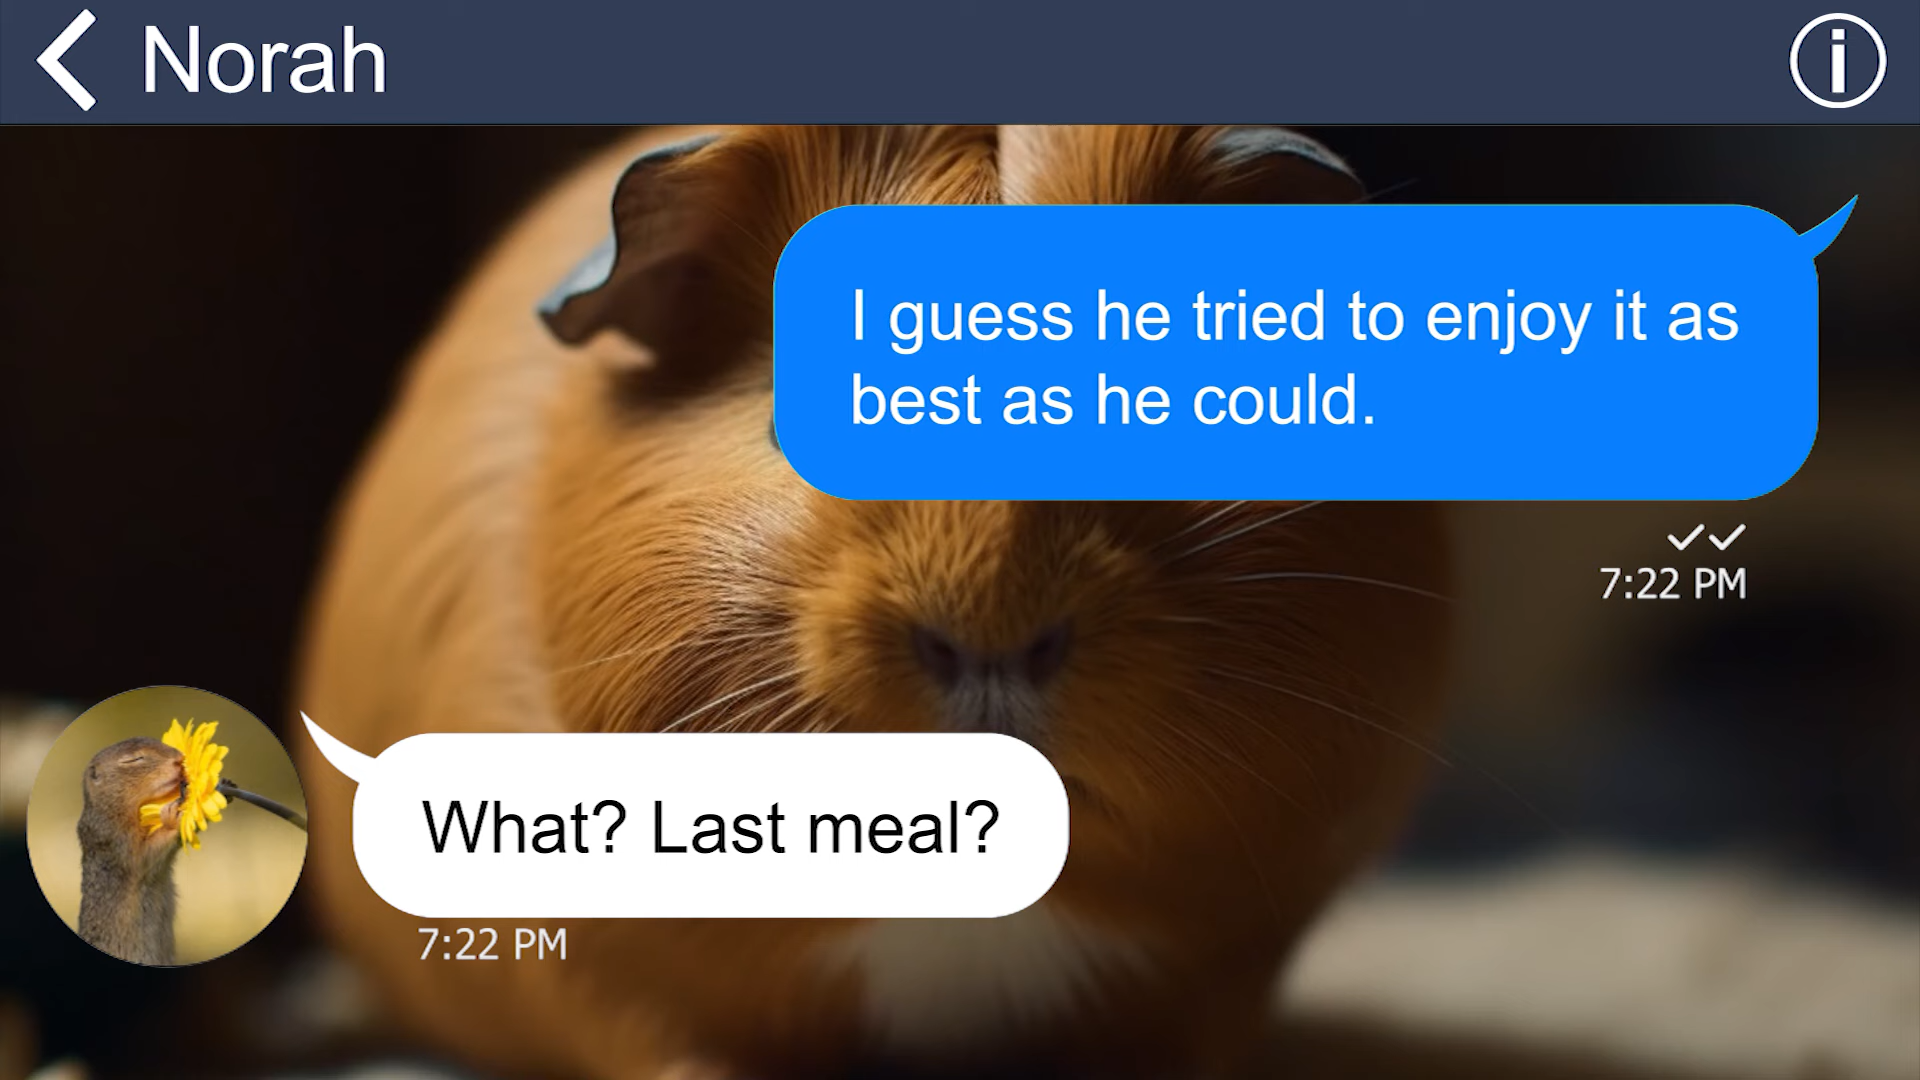 Norah
I guess he tried to enjoy it as
best as he could.
7:22 PM
What? Last meal?
7:22 PM